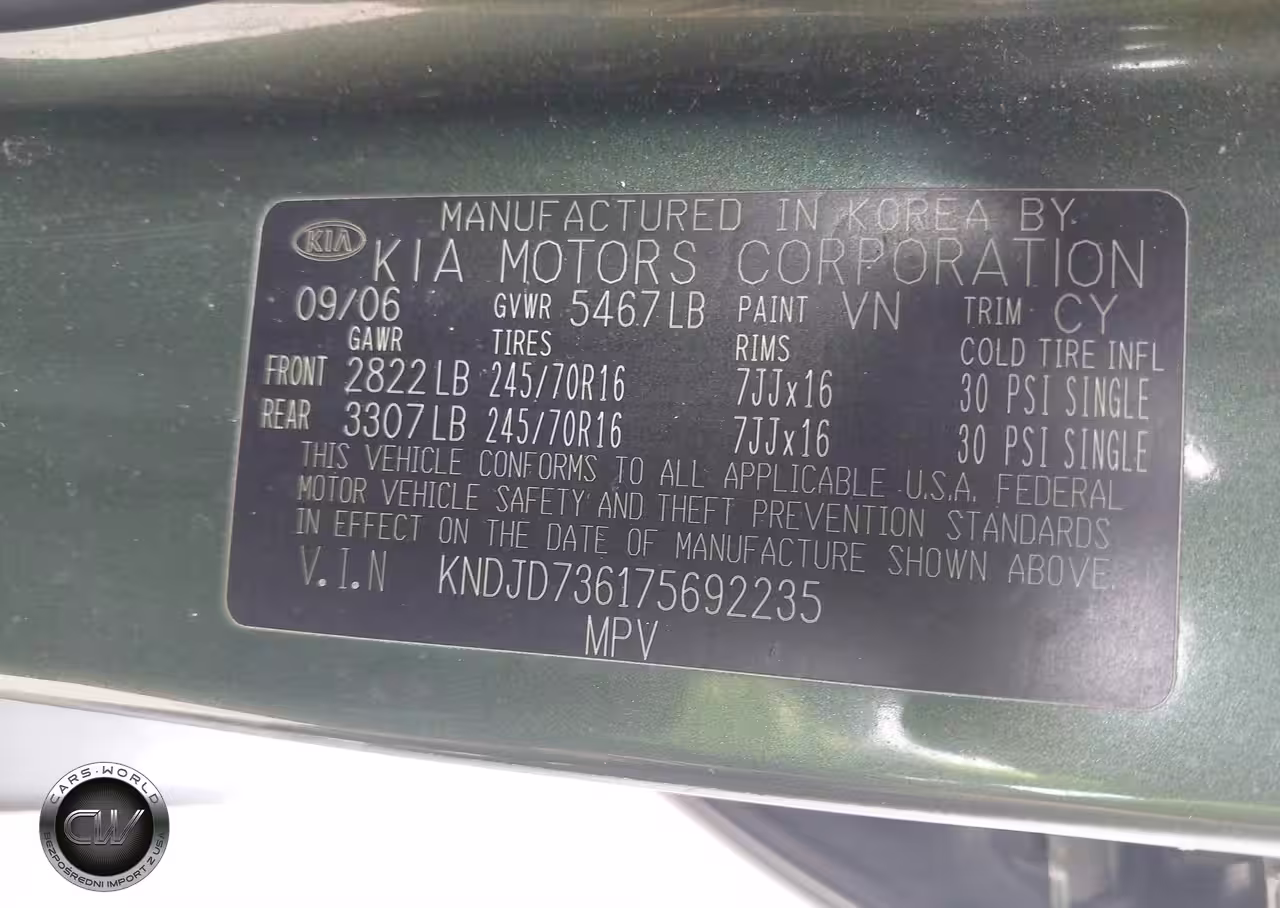 KIA
MANUFACTURED IN KOREA BY
KIA MOTORS CORPORATION
09/06 GVWR 5467 LB PAINT VN TRIM CY
GAWR TIRES RIMS COLD TIRE INFL
FRONT 2822 LB 245/70R16 7JJx16 30 PSI SINGLE
REAR 3307 LB 245/70R16 7JJx16 30 PSI SINGLE
THIS VEHICLE CONFORMS TO ALL APPLICABLE U.S.A. FEDERAL
MOTOR VEHICLE SAFETY AND THEFT PREVENTION STANDARDS
IN EFFECT ON THE DATE OF MANUFACTURE SHOWN ABOVE.
V.I.N KNDJD736175692235
MPV
CARS·WORLD
CW
BEZPOŚREDNI IMPORT Z USA